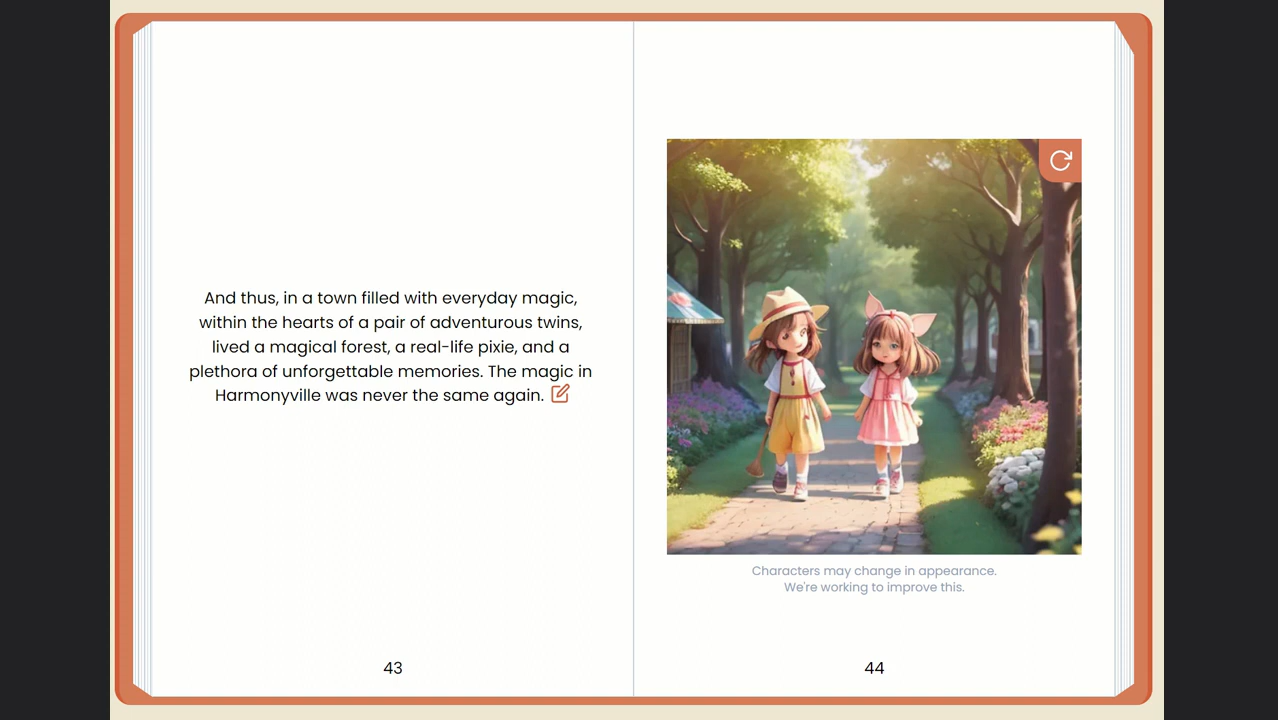 And thus, in a town filled with everyday magic,
within the hearts of a pair of adventurous twins,
lived a magical forest, a real-life pixie, and a
plethora of unforgettable memories. The magic in
Harmonyville was never the same again.
43
Characters may change in appearance.
We're working to improve this.
44